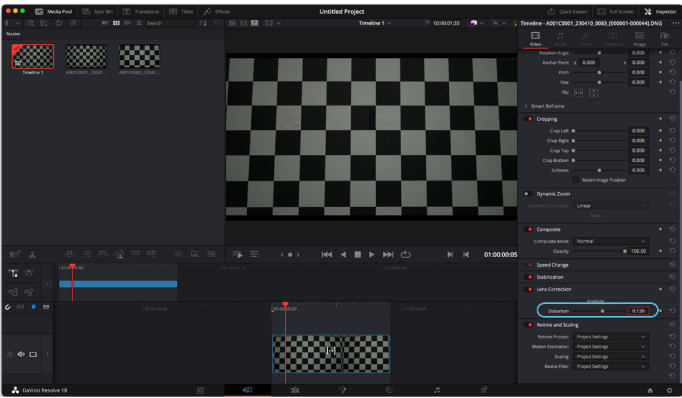 Media Pool
Sync Bin
Transitions
Titles
Effects
Untitled Project
Quick Export
Full Screen
Inspector
Search
Timeline 1
00:00:01:20
Timeline - A001C0001_230410_0083_[000001-000044].DNG
Master
Video
Audio
Effects
Transition
Image
File
Timeline 1
Rotation Angle 0.000
Anchor Point X 0.000 Y 0.000
Pitch 0.000
Yaw 0.000
Flip
Smart Reframe
Cropping
Crop Left 0.000
Crop Right 0.000
Crop Top 0.000
Crop Bottom 0.000
Softness 0.000
Retain Image Position
Dynamic Zoom
Linear
Composite
Composite Mode Normal
Opacity 100.00
Speed Change
Stabilization
Lens Correction
Analyze
Distortion 0.130
Retime and Scaling
Retime Process Project Settings
Motion Estimation Project Settings
Scaling Project Settings
Resize Filter Project Settings
01:00:00:05
01:00:00:00
DaVinci Resolve 18